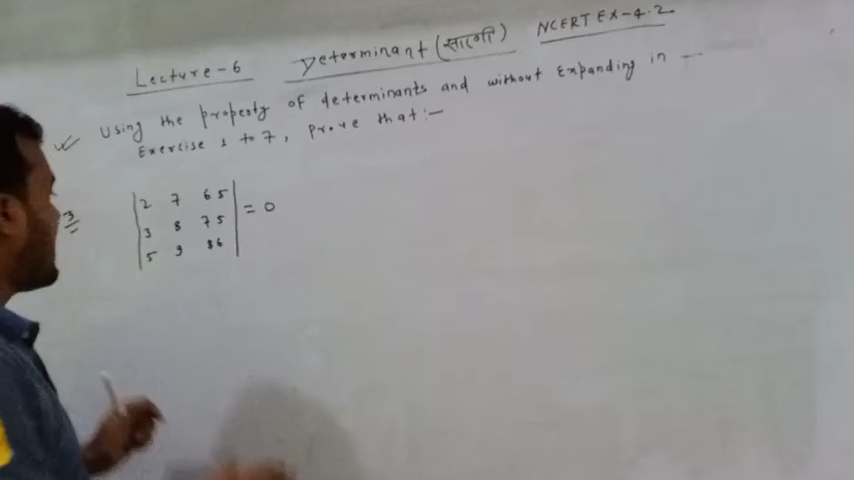 Lecture-6 Determinant (सारणी) NCERT EX-4.2
Using the property of determinants and without Expanding in -
Exercise 1 to 7, prove that:-
3 | 2 7 65 |
| 3 8 75 | = 0
| 5 9 86 |